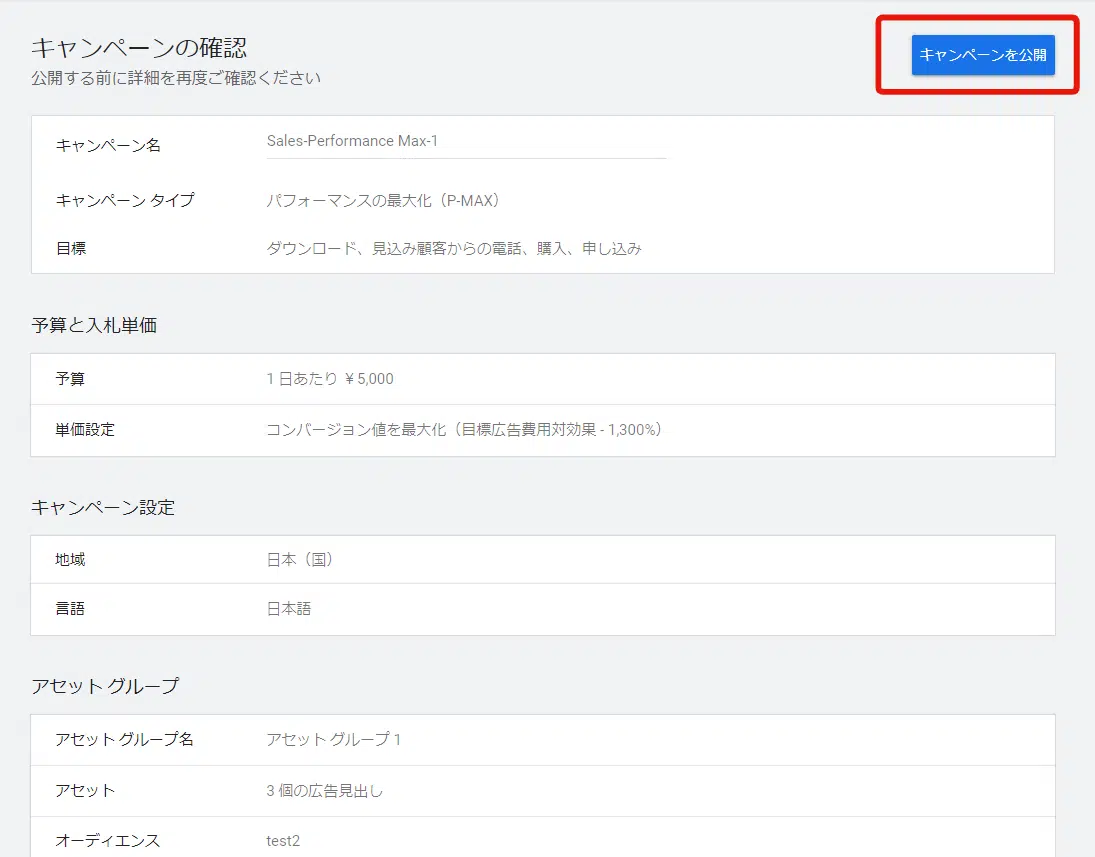 キャンペーンの確認
公開する前に詳細を再度ご確認ください
キャンペーンを公開
キャンペーン名 Sales-Performance Max-1
キャンペーン タイプ パフォーマンスの最大化（P-MAX）
目標 ダウンロード、見込み顧客からの電話、購入、申し込み
予算と入札単価
予算 1 日あたり ￥5,000
単価設定 コンバージョン値を最大化（目標広告費用対効果 - 1,300%）
キャンペーン設定
地域 日本（国）
言語 日本語
アセット グループ
アセット グループ名 アセット グループ 1
アセット 3 個の広告見出し
オーディエンス test2